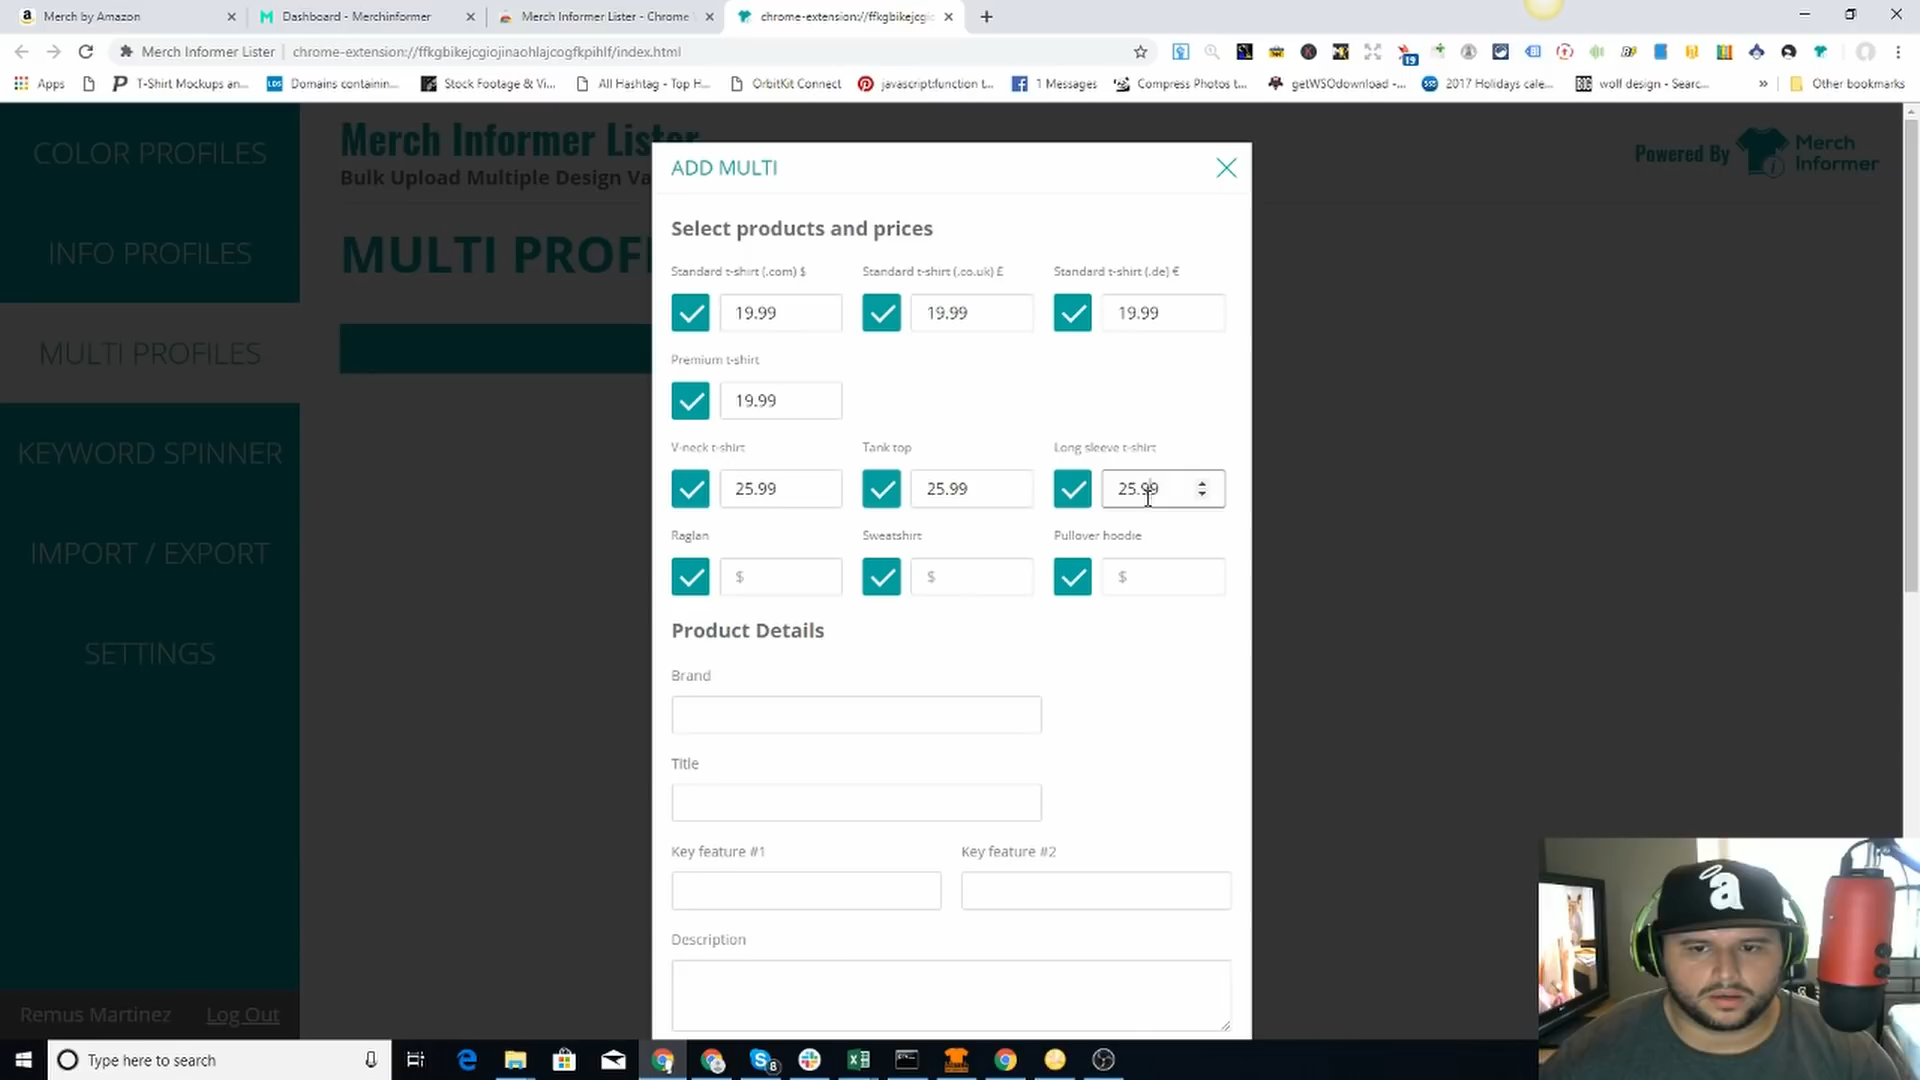 Merch by Amazon
Dashboard - Merchinformer
Merch Informer Lister - Chrome
chrome-extension://ffkgbikejcgi
Merch Informer Lister
chrome-extension://ffkgbikejcgiojinaohlajcogfkpihlf/index.html
19
Apps
T-Shirt Mockups an...
Domains containin...
Stock Footage & Vi...
All Hashtag - Top H...
OrbitKit Connect
javascript:function t...
1 Messages
Compress Photos t...
getWSOdownload -...
2017 Holidays cale...
wolf design - Searc...
Other bookmarks
COLOR PROFILES
INFO PROFILES
MULTI PROFILES
KEYWORD SPINNER
IMPORT / EXPORT
SETTINGS
Remus Martinez
Log Out
Merch Informer Lister
Bulk Upload Multiple Design Va
MULTI PROFI
Powered By
Merch
Informer
ADD MULTI
Select products and prices
Standard t-shirt (.com) $
Standard t-shirt (.co.uk) £
Standard t-shirt (.de) €
19.99
19.99
19.99
Premium t-shirt
19.99
V-neck t-shirt
Tank top
Long sleeve t-shirt
25.99
25.99
25.99
Raglan
Sweatshirt
Pullover hoodie
$
$
$
Product Details
Brand
Title
Key feature #1
Key feature #2
Description
Type here to search